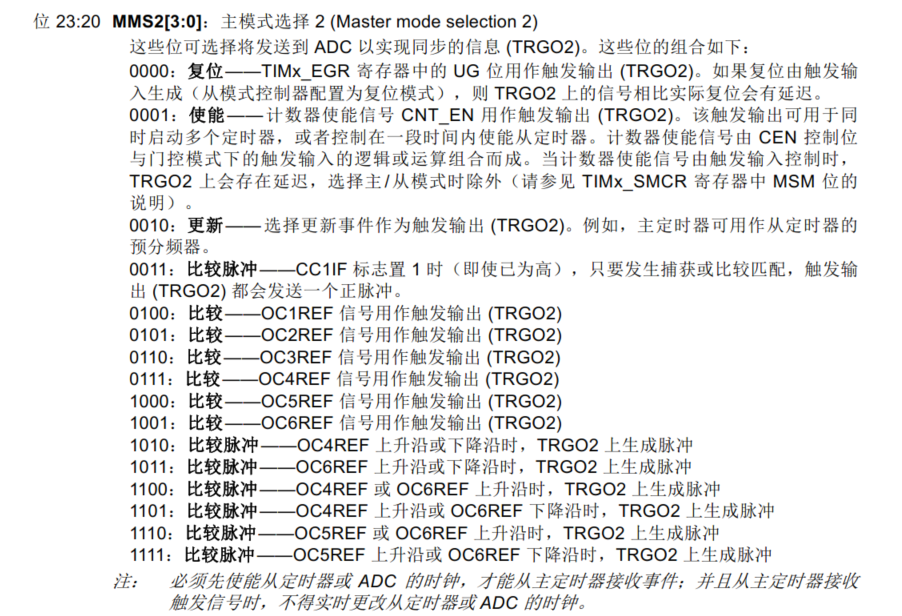 位 23:20 MMS2[3:0]：主模式选择 2 (Master mode selection 2)
这些位可选择将发送到 ADC 以实现同步的信息 (TRGO2)。这些位的组合如下：
0000：复位——TIMx_EGR 寄存器中的 UG 位用作触发输出 (TRGO2)。如果复位由触发输
入生成（从模式控制器配置为复位模式），则 TRGO2 上的信号相比实际复位会有延迟。
0001：使能——计数器使能信号 CNT_EN 用作触发输出 (TRGO2)。该触发输出可用于同
时启动多个定时器，或者控制在一段时间内使能从定时器。计数器使能信号由 CEN 控制位
与门控模式下的触发输入的逻辑或运算组合而成。当计数器使能信号由触发输入控制时，
TRGO2 上会存在延迟，选择主/从模式时除外（请参见 TIMx_SMCR 寄存器中 MSM 位的
说明）。
0010：更新——选择更新事件作为触发输出 (TRGO2)。例如，主定时器可用作从定时器的
预分频器。
0011：比较脉冲——CC1IF 标志置 1 时（即使已为高），只要发生捕获或比较匹配，触发输
出 (TRGO2) 都会发送一个正脉冲。
0100：比较——OC1REF 信号用作触发输出 (TRGO2)
0101：比较——OC2REF 信号用作触发输出 (TRGO2)
0110：比较——OC3REF 信号用作触发输出 (TRGO2)
0111：比较——OC4REF 信号用作触发输出 (TRGO2)
1000：比较——OC5REF 信号用作触发输出 (TRGO2)
1001：比较——OC6REF 信号用作触发输出 (TRGO2)
1010：比较脉冲——OC4REF 上升沿或下降沿时，TRGO2 上生成脉冲
1011：比较脉冲——OC6REF 上升沿或下降沿时，TRGO2 上生成脉冲
1100：比较脉冲——OC4REF 或 OC6REF 上升沿时，TRGO2 上生成脉冲
1101：比较脉冲——OC4REF 上升沿或 OC6REF 下降沿时，TRGO2 上生成脉冲
1110：比较脉冲——OC5REF 或 OC6REF 上升沿时，TRGO2 上生成脉冲
1111：比较脉冲——OC5REF 上升沿或 OC6REF 下降沿时，TRGO2 上生成脉冲
注： 必须先使能从定时器或 ADC 的时钟，才能从主定时器接收事件；并且从主定时器接收
触发信号时，不得实时更改从定时器或 ADC 的时钟。